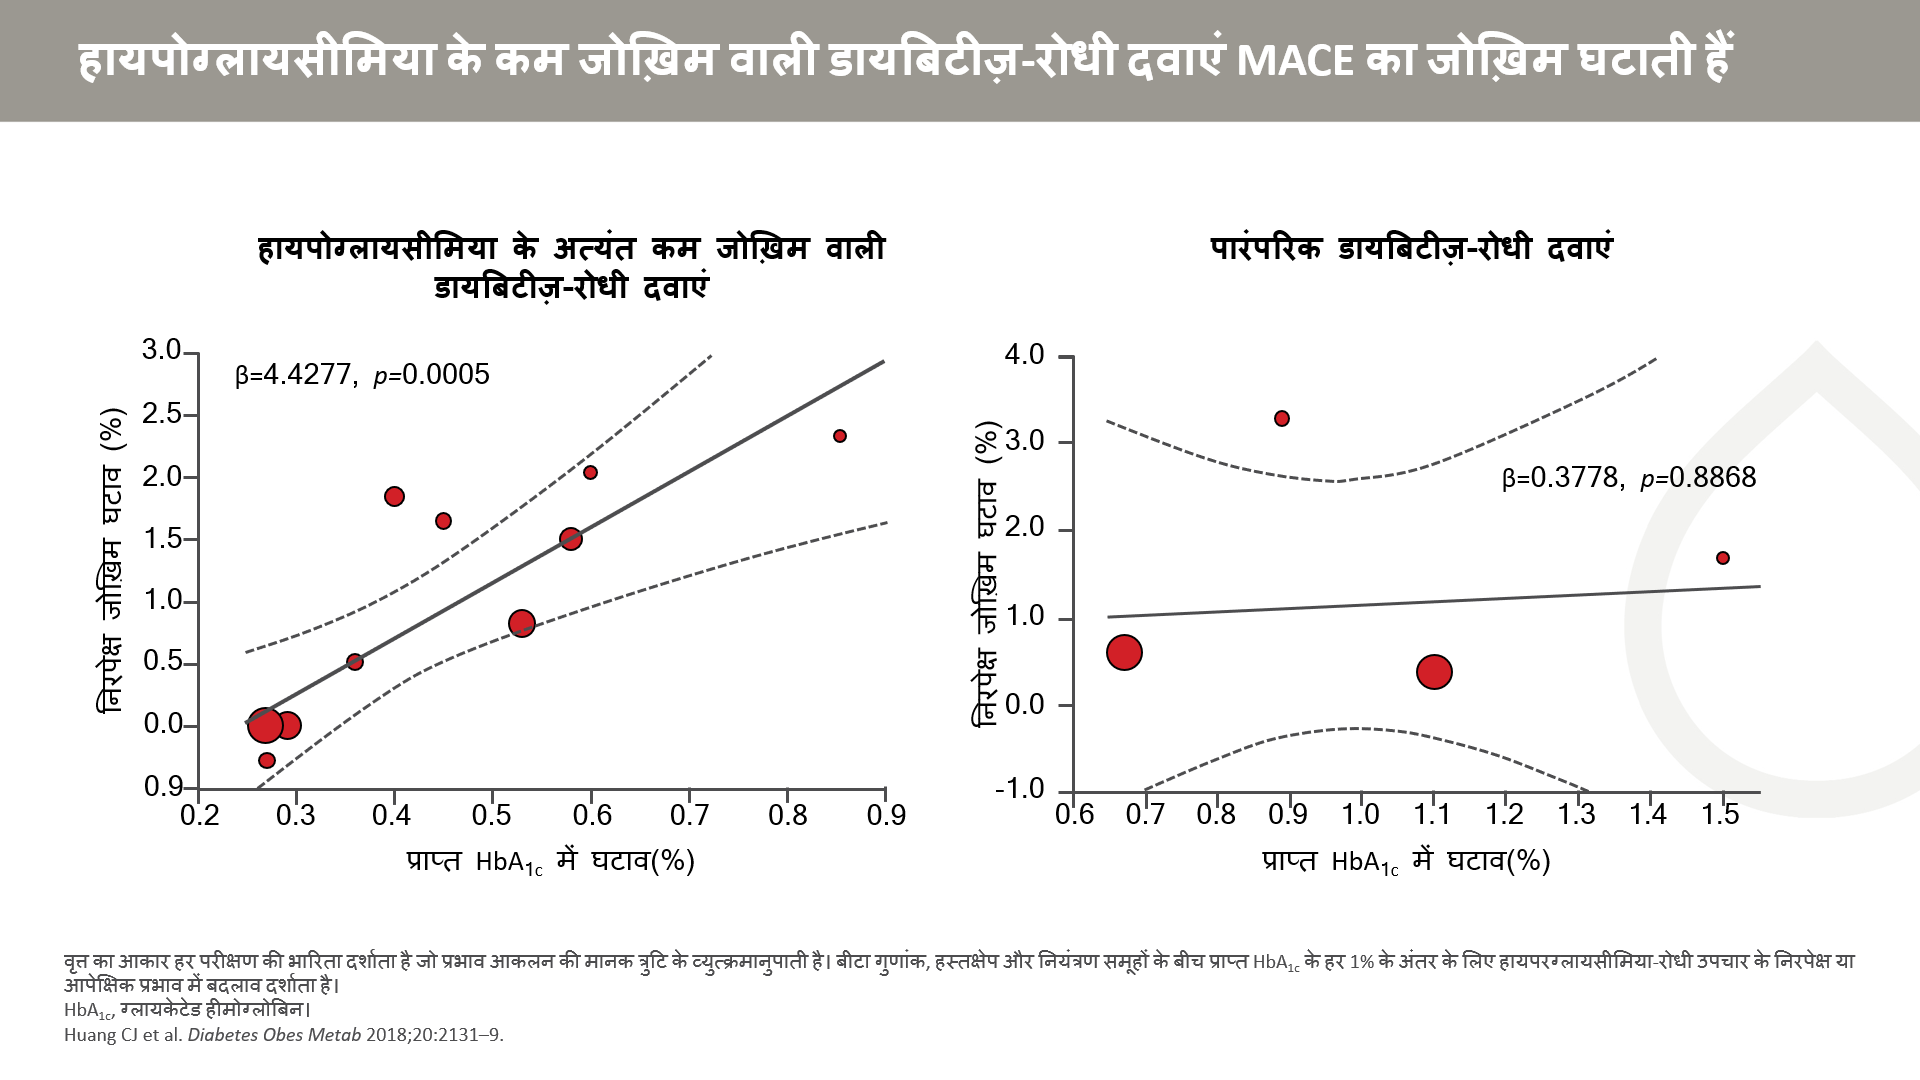 हायपोग्लायसीमिया के कम जोख़िम वाली डायबिटीज़-रोधी दवाएं MACE का जोख़िम घटाती हैं
हायपोग्लायसीमिया के अत्यंत कम जोख़िम वाली
डायबिटीज़-रोधी दवाएं
निरपेक्ष जोख़िम घटाव (%)
3.0
2.5
2.0
1.5
1.0
0.5
0.0
0.9
β=4.4277, p=0.0005
0.2 0.3 0.4 0.5 0.6 0.7 0.8 0.9
प्राप्त HbA1c में घटाव(%)
पारंपरिक डायबिटीज़-रोधी दवाएं
निरपेक्ष जोख़िम घटाव (%)
4.0
3.0
2.0
1.0
0.0
-1.0
β=0.3778, p=0.8868
0.6 0.7 0.8 0.9 1.0 1.1 1.2 1.3 1.4 1.5
प्राप्त HbA1c में घटाव(%)
वृत्त का आकार हर परीक्षण की भारिता दर्शाता है जो प्रभाव आकलन की मानक त्रुटि के व्युत्क्रमानुपाती है। बीटा गुणांक, हस्तक्षेप और नियंत्रण समूहों के बीच प्राप्त HbA1c के हर 1% के अंतर के लिए हायपरग्लायसीमिया-रोधी उपचार के निरपेक्ष या
आपेक्षिक प्रभाव में बदलाव दर्शाता है।
HbA1c, ग्लायकेटेड हीमोग्लोबिन।
Huang CJ et al. Diabetes Obes Metab 2018;20:2131–9.